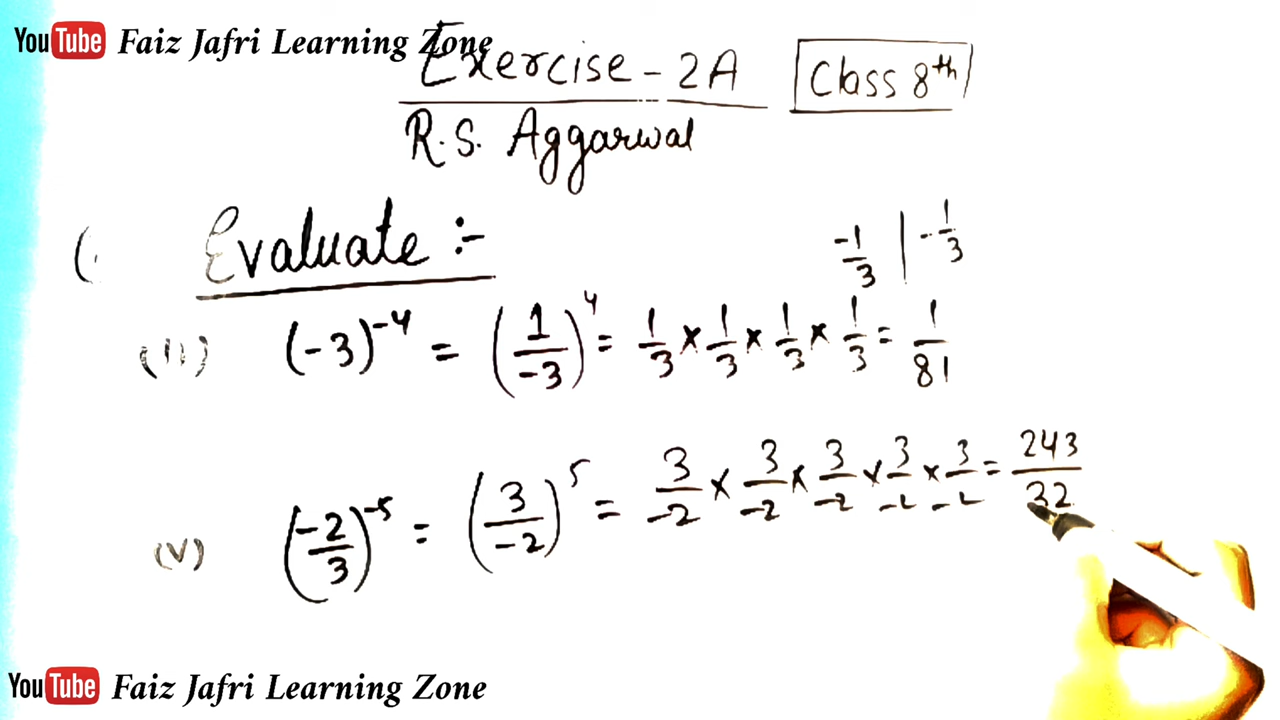 YouTube Faiz Jafri Learning Zone
Exercise - 2A Class 8th
R.S. Aggarwal
Evaluate :-
-1/3 | -1/3
(ii) (-3)^-4 = (1/-3)^4 = 1/3 × 1/3 × 1/3 × 1/3 = 1/81
(v) (-2/3)^-5 = (3/-2)^5 = 3/-2 × 3/-2 × 3/-2 × 3/-2 × 3/-2 = 243/32
YouTube Faiz Jafri Learning Zone